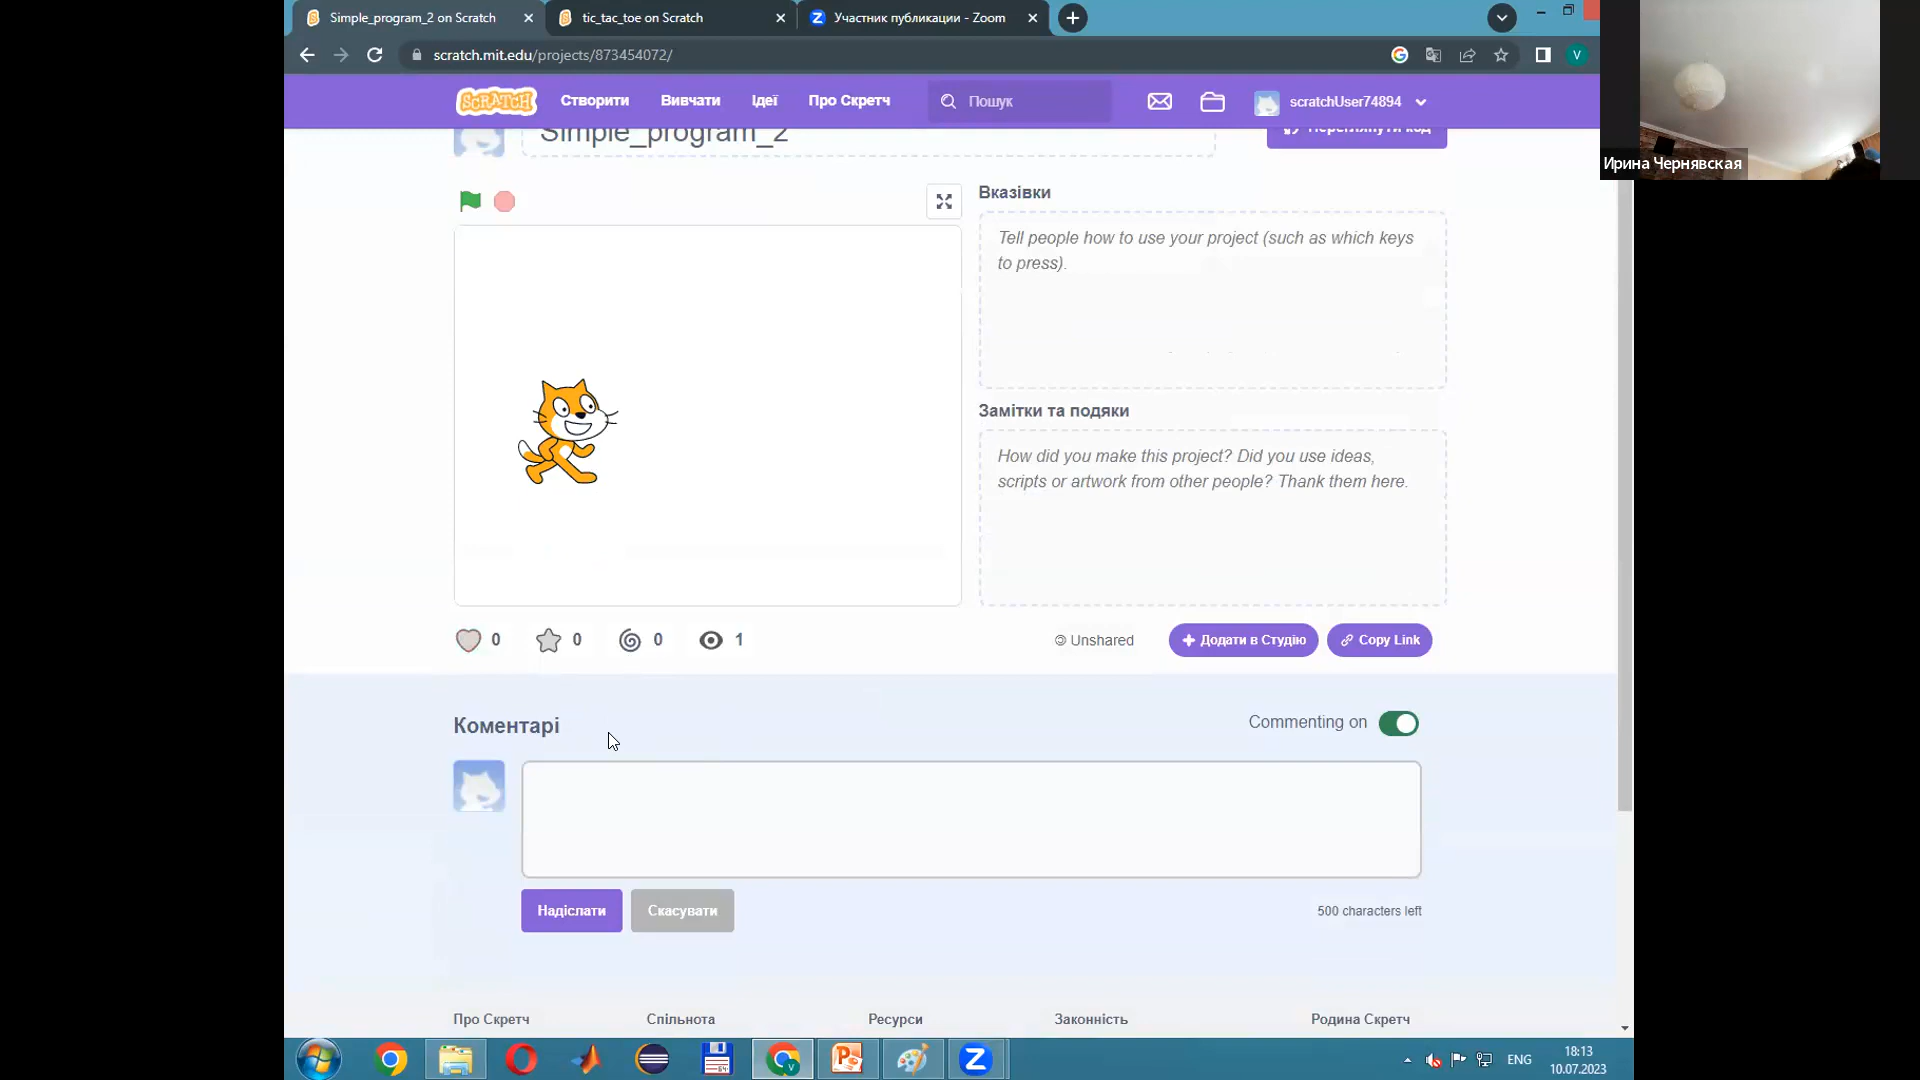 Simple_program_2 on Scratch
tic_tac_toe on Scratch
Участник публикации - Zoom
scratch.mit.edu/projects/873454072/
V
SCRATCH
Створити
Вивчати
Ідеї
Про Скретч
Пошук
scratchUser74894
Ирина Чернявская
Simple_program_2
Переглянути код
Вказівки
Tell people how to use your project (such as which keys
to press).
Замітки та подяки
How did you make this project? Did you use ideas,
scripts or artwork from other people? Thank them here.
0
0
0
1
Unshared
Додати в Студію
Copy Link
Коментарі
Commenting on
Надіслати
Скасувати
500 characters left
Про Скретч
Спільнота
Ресурси
Законність
Родина Скретч
ENG
18:13
10.07.2023